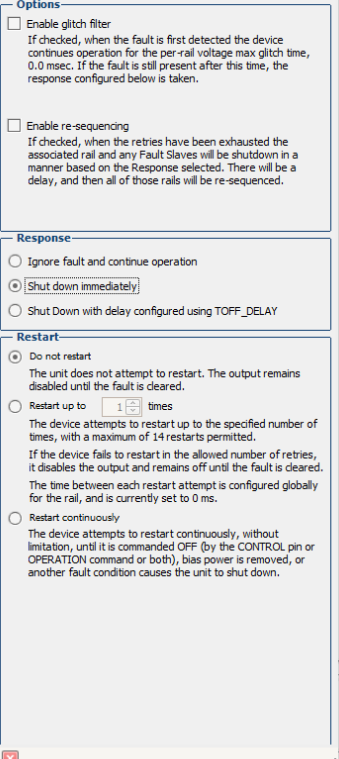 Options
Enable glitch filter
If checked, when the fault is first detected the device
continues operation for the per-rail voltage max glitch time,
0.0 msec. If the fault is still present after this time, the
response configured below is taken.
Enable re-sequencing
If checked, when the retries have been exhausted the
associated rail and any Fault Slaves will be shutdown in a
manner based on the Response selected. There will be a
delay, and then all of those rails will be re-sequenced.
Response
Ignore fault and continue operation
Shut down immediately
Shut Down with delay configured using TOFF_DELAY
Restart
Do not restart
The unit does not attempt to restart. The output remains
disabled until the fault is cleared.
Restart up to 1 times
The device attempts to restart up to the specified number of
times, with a maximum of 14 restarts permitted.
If the device fails to restart in the allowed number of retries,
it disables the output and remains off until the fault is cleared.
The time between each restart attempt is configured globally
for the rail, and is currently set to 0 ms.
Restart continuously
The device attempts to restart continuously, without
limitation, until it is commanded OFF (by the CONTROL pin or
OPERATION command or both), bias power is removed, or
another fault condition causes the unit to shut down.